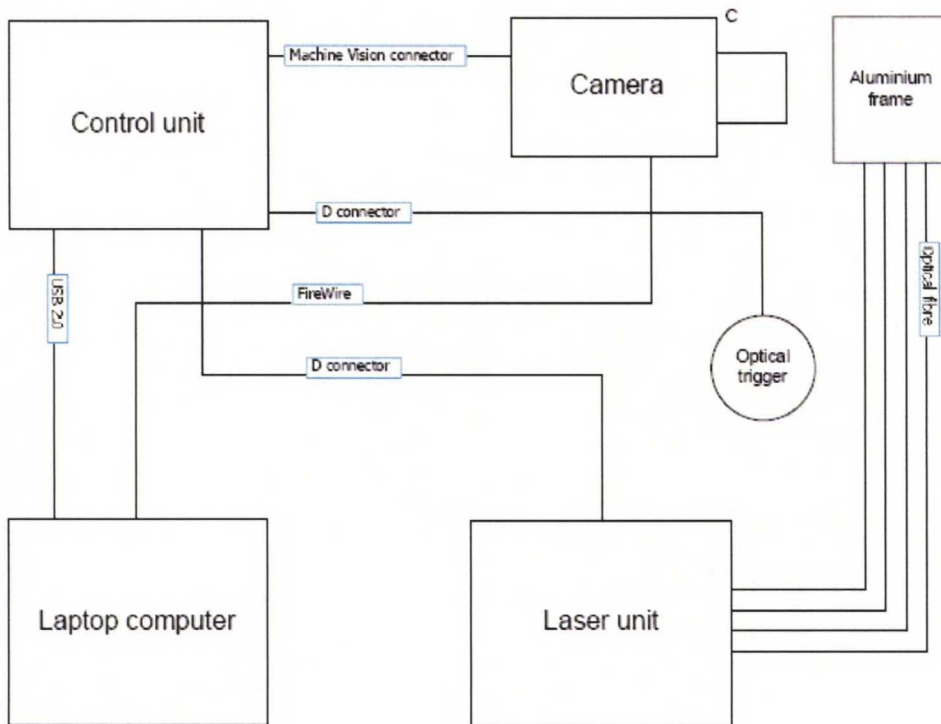 C
Machine Vision connector
Camera
Aluminium
frame
Control unit
D connector
USB 2.0
FireWire
Optical fibre
D connector
Optical
trigger
Laptop computer
Laser unit